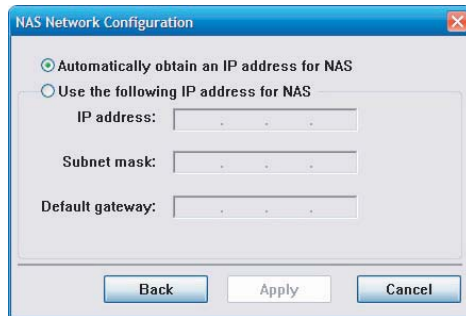 NAS Network Configuration
Automatically obtain an IP address for NAS
Use the following IP address for NAS
IP address: . . .
Subnet mask: . . .
Default gateway: . . .
Back Apply Cancel